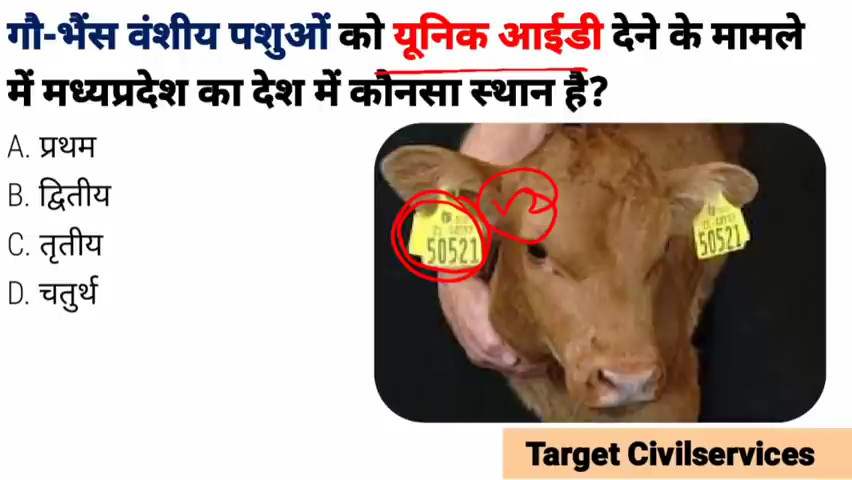 गौ-भैंस वंशीय पशुओं को यूनिक आईडी देने के मामले
में मध्यप्रदेश का देश में कौनसा स्थान है?
A. प्रथम
B. द्वितीय
C. तृतीय
D. चतुर्थ
50521
50521
Target Civilservices